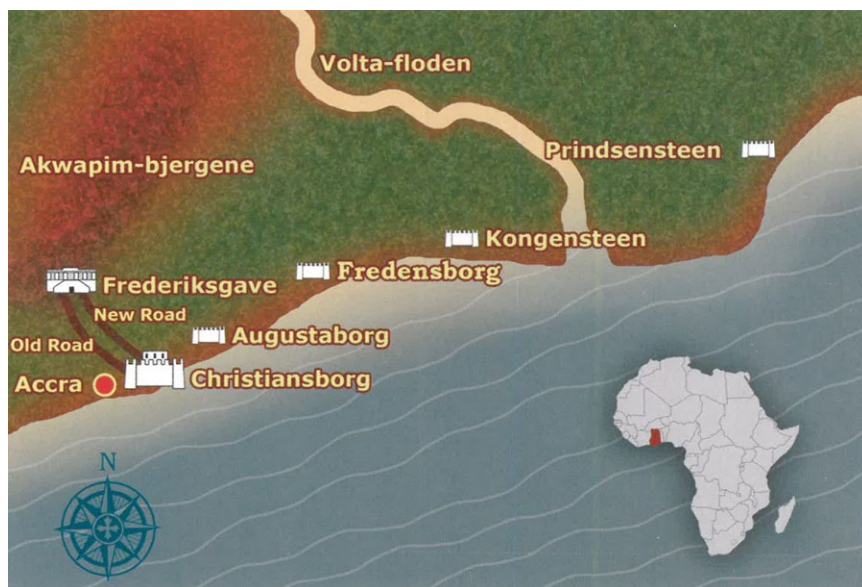 Volta-floden
Prindsensteen
Akwapim-bjergene
Kongensteen
Fredensborg
Frederiksgave
New Road
Augustaborg
Old Road
Christiansborg
Accra
N